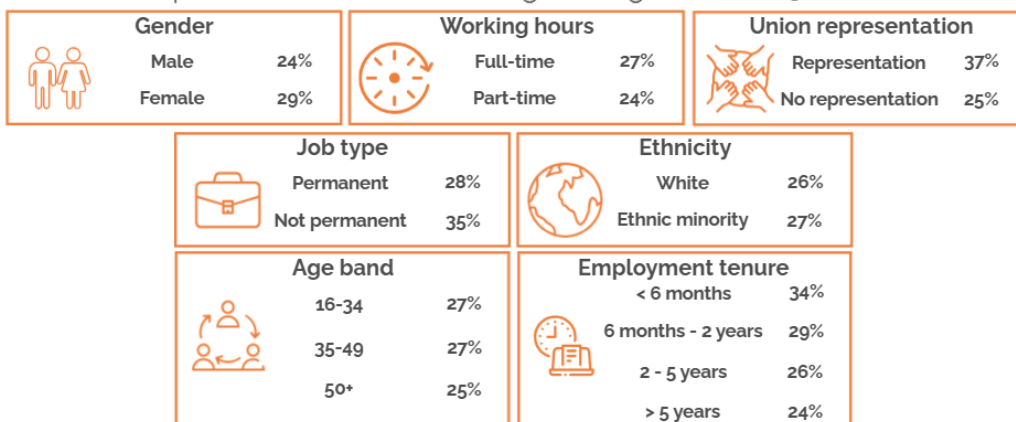 Gender
Male 24%
Female 29%
Working hours
Full-time 27%
Part-time 24%
Union representation
Representation 37%
No representation 25%
Job type
Permanent 28%
Not permanent 35%
Ethnicity
White 26%
Ethnic minority 27%
Age band
16-34 27%
35-49 27%
50+ 25%
Employment tenure
< 6 months 34%
6 months - 2 years 29%
2 - 5 years 26%
> 5 years 24%